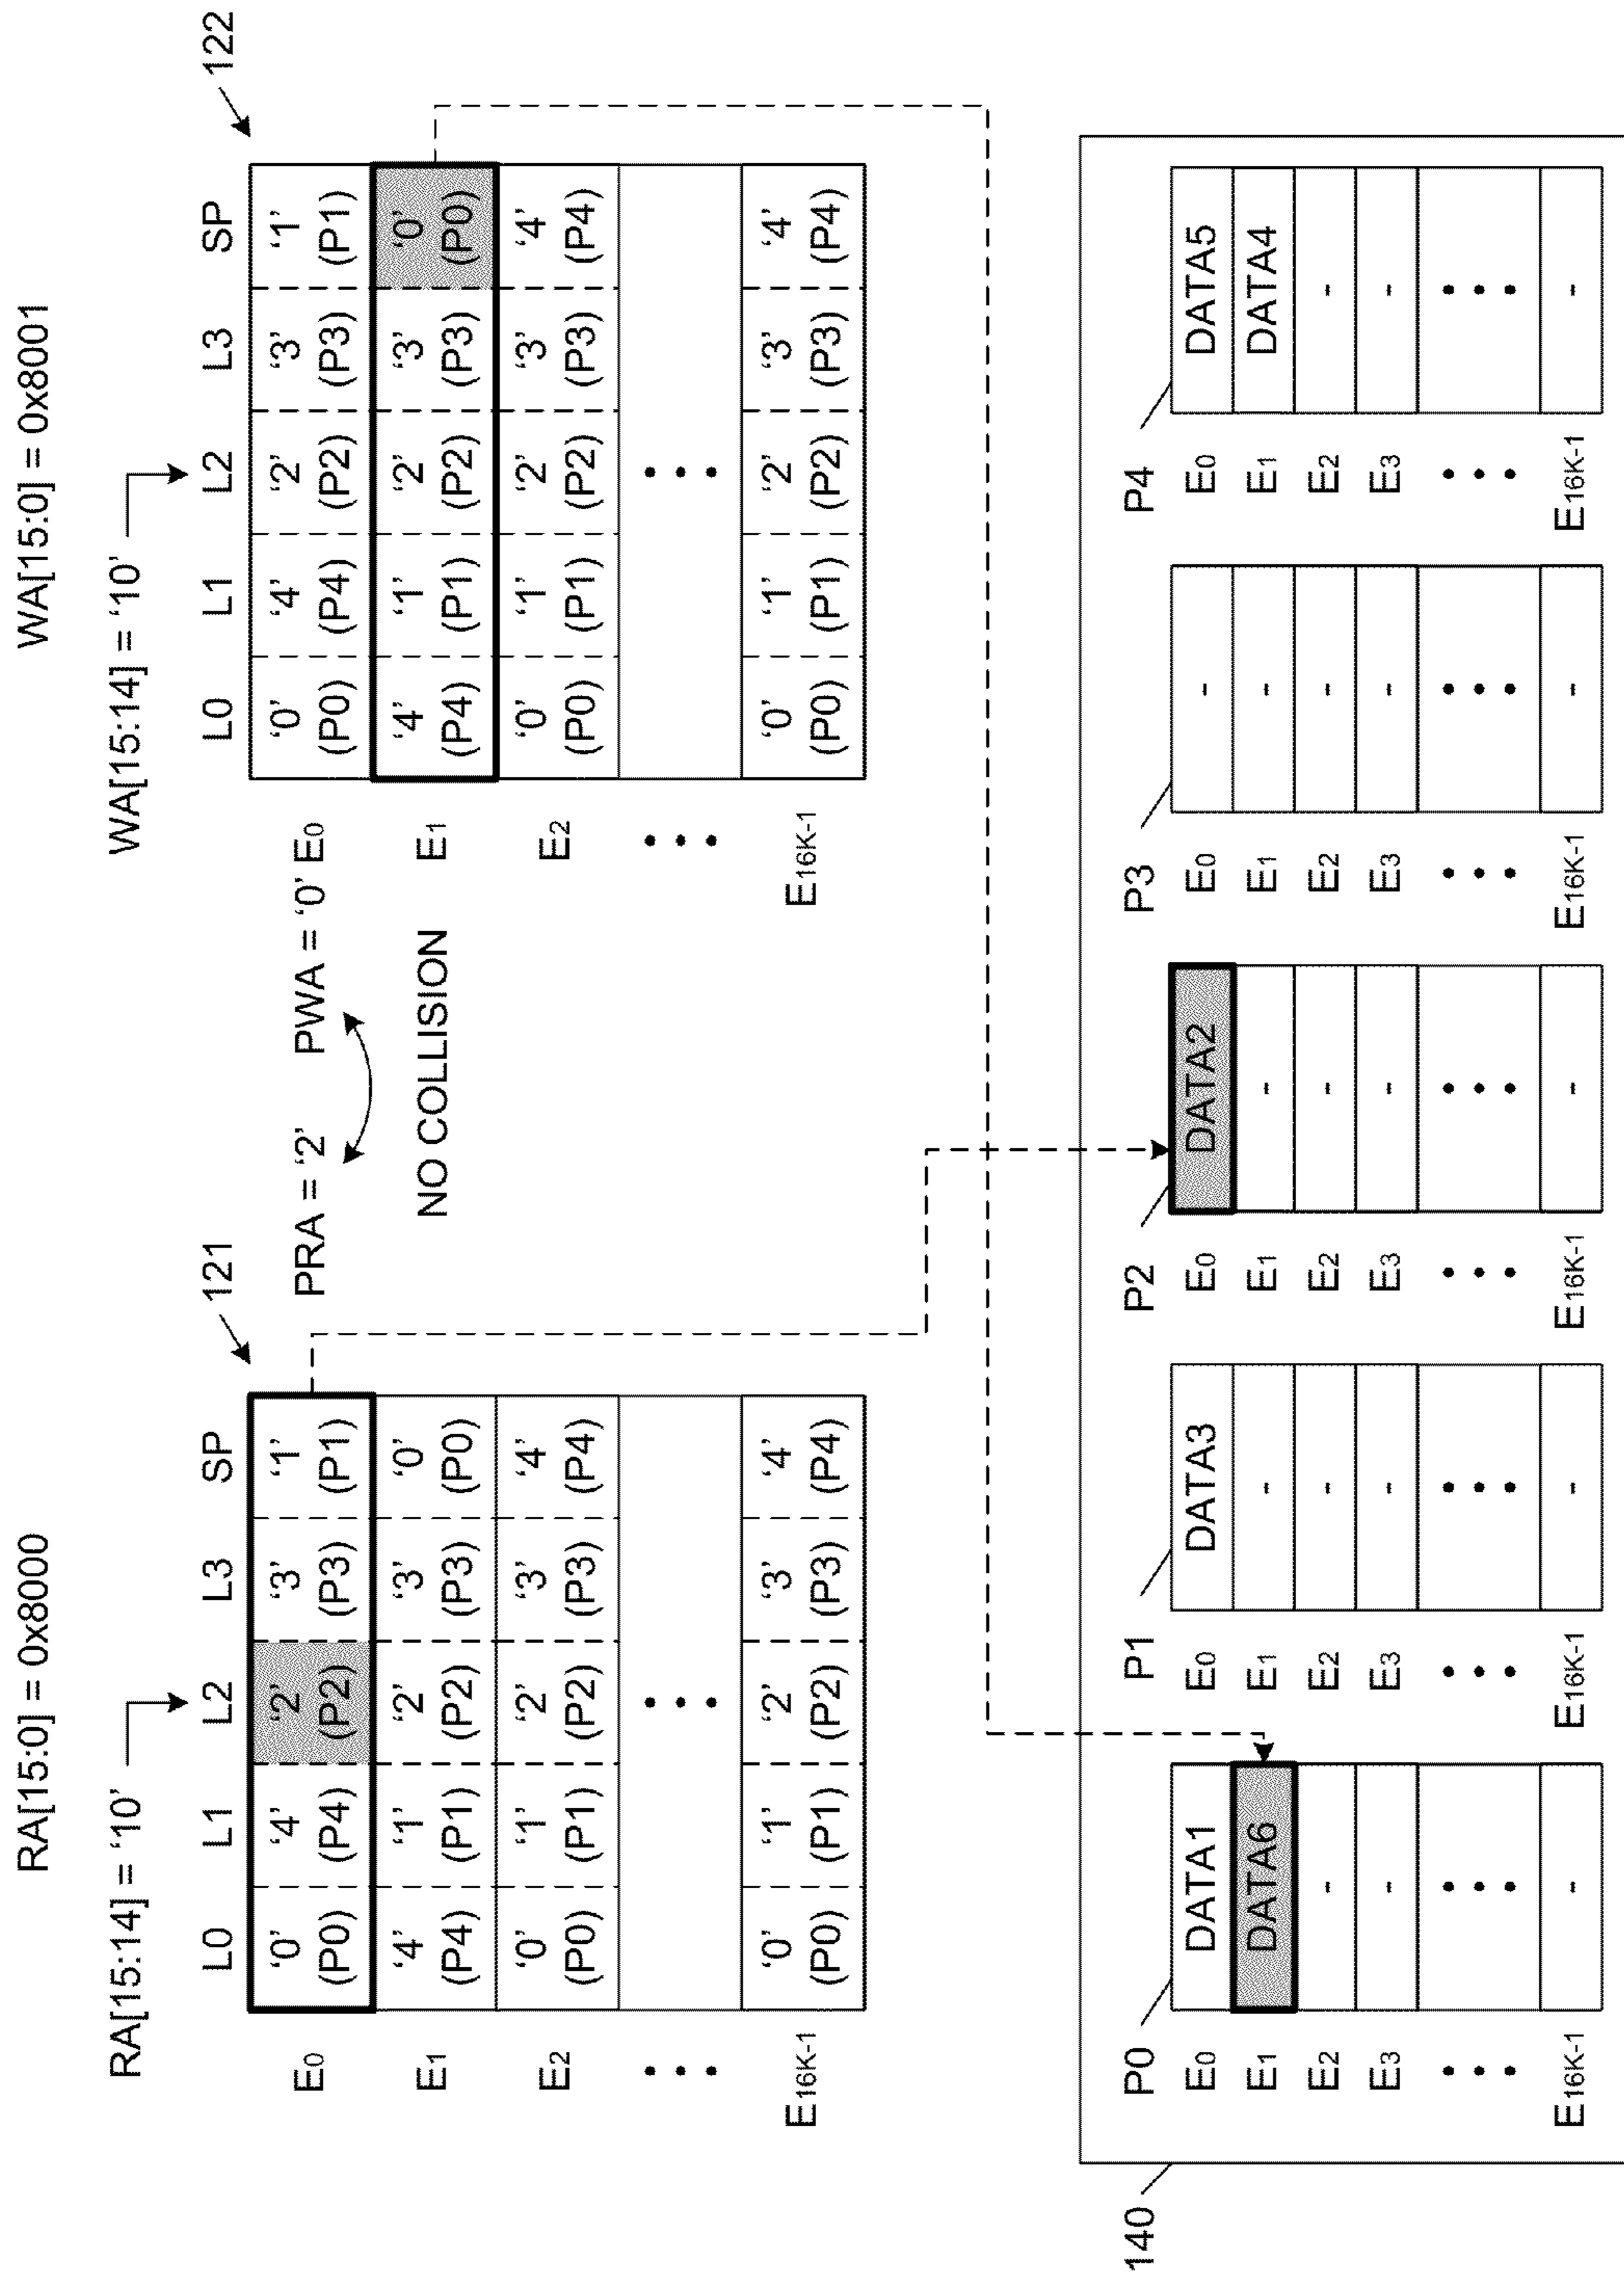 RA[15:0] = 0x8000
WA[15:0] = 0x8001
RA[15:14] = '10'
WA[15:14] = '10'
121
L0 L1 L2 L3 SP
E0 '0' (P0) '4' (P4) '2' (P2) '3' (P3) '1' (P1)
E1 '4' (P4) '1' (P1) '2' (P2) '3' (P3) '0' (P0)
E2 '0' (P0) '1' (P1) '2' (P2) '3' (P3) '4' (P4)
E16K-1 '0' (P0) '1' (P1) '2' (P2) '3' (P3) '4' (P4)
PRA = '2' PWA = '0'
NO COLLISION
122
L0 L1 L2 L3 SP
E0 '0' (P0) '4' (P4) '2' (P2) '3' (P3) '1' (P1)
E1 '4' (P4) '1' (P1) '2' (P2) '3' (P3) '0' (P0)
E2 '0' (P0) '1' (P1) '2' (P2) '3' (P3) '4' (P4)
E16K-1 '0' (P0) '1' (P1) '2' (P2) '3' (P3) '4' (P4)
140
P0
E0 DATA1
E1 DATA6
E2 -
E3 -
E16K-1 -
P1
E0 DATA3
E1 -
E2 -
E3 -
E16K-1 -
P2
E0 DATA2
E1 -
E2 -
E3 -
E16K-1 -
P3
E0 -
E1 -
E2 -
E3 -
E16K-1 -
P4
E0 DATA5
E1 DATA4
E2 -
E3 -
E16K-1 -